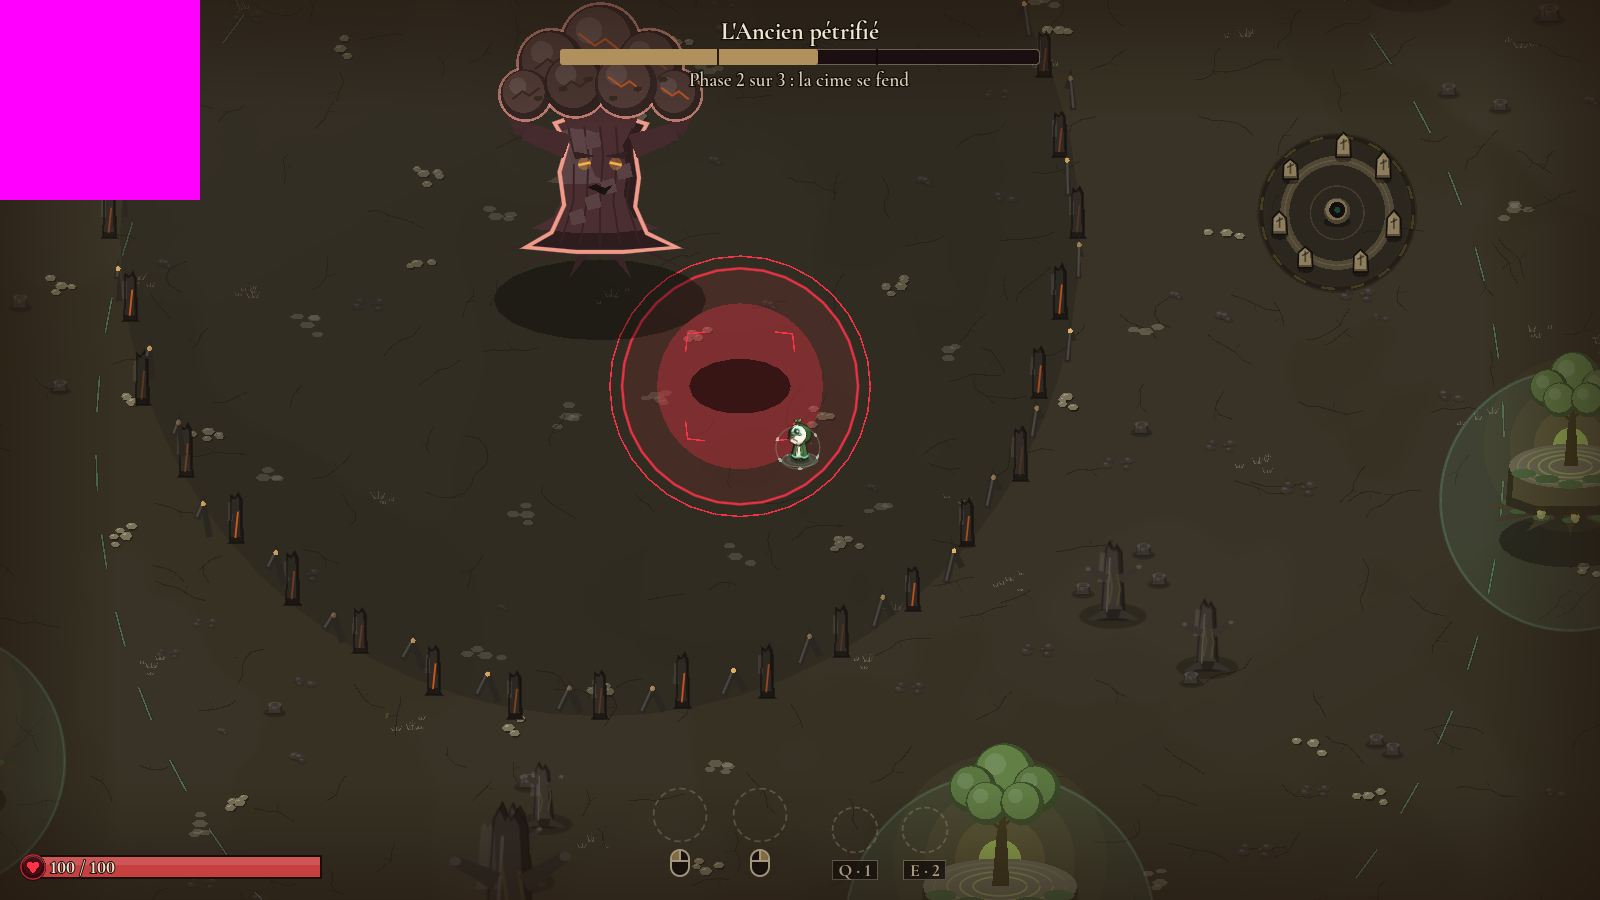 L'Ancien pétrifié
Phase 2 sur 3 : la cime se fend
100 / 100
Q · 1
E · 2